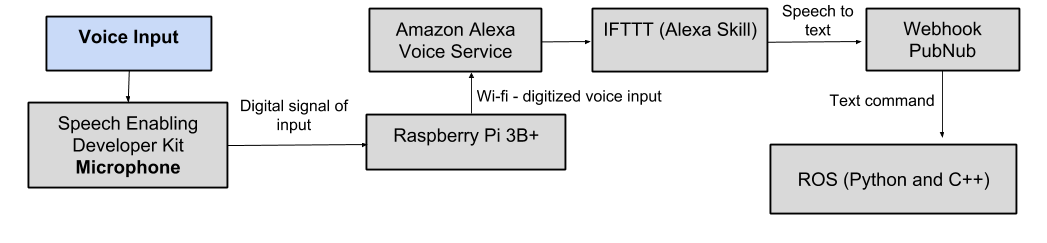 Voice Input
Speech Enabling
Developer Kit
Microphone
Digital signal of
input
Raspberry Pi 3B+
Wi-fi - digitized voice input
Amazon Alexa
Voice Service
IFTTT (Alexa Skill)
Speech to
text
Webhook
PubNub
Text command
ROS (Python and C++)